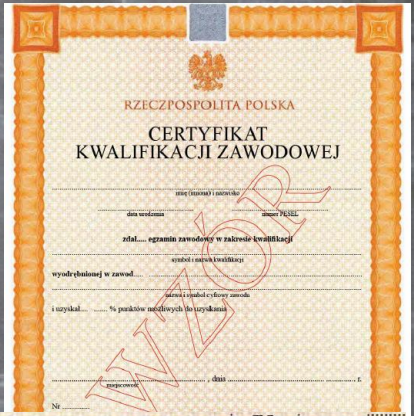 RZECZPOSPOLITA POLSKA
CERTYFIKAT
KWALIFIKACJI ZAWODOWEJ
imię (imiona) i nazwisko
data urodzenia numer PESEL
zdał..... egzamin zawodowy w zakresie kwalifikacji
symbol i nazwa kwalifikacji
wyodrębnionej w zawod....
nazwa i symbol cyfrowy zawodu
i uzyskał.... ........ % punktów możliwych do uzyskania
WZÓR
, dnia r.
miejscowość
Nr ............